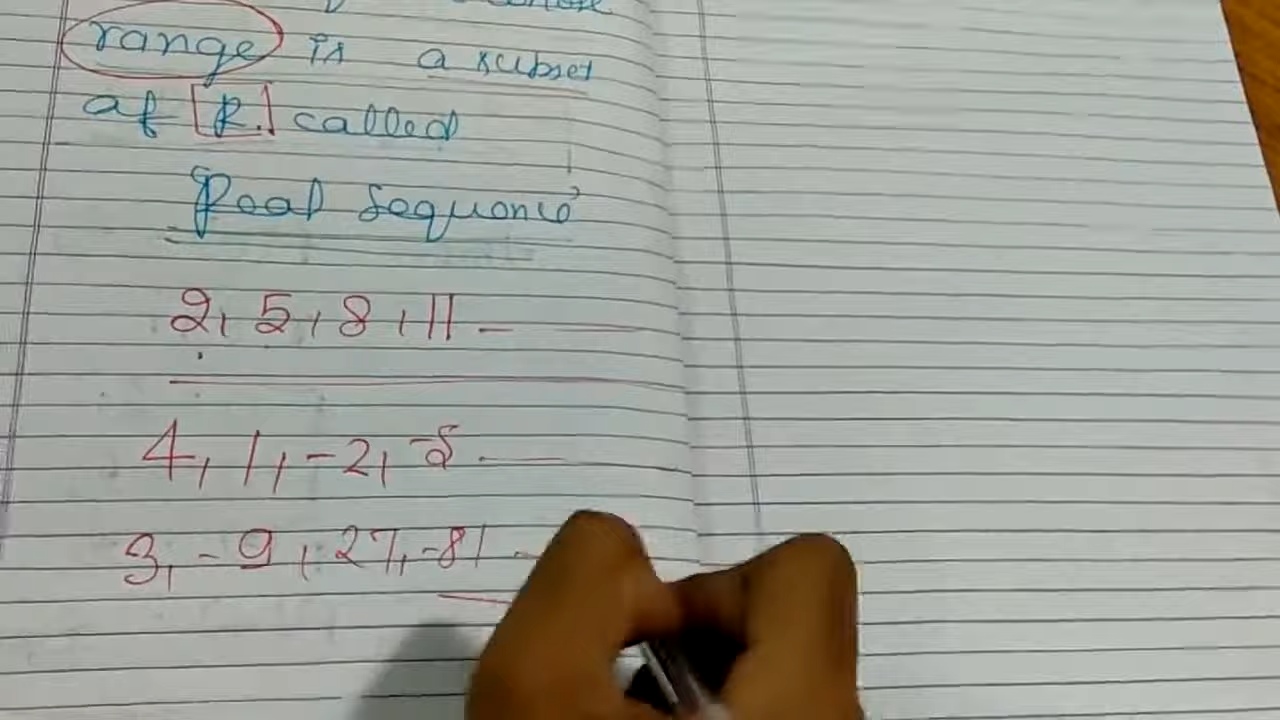 range is a subset
of R. called
Real Sequence
2, 5, 8, 11 -
4, 1, -2, -5 -
3, -9, 27, -81 -